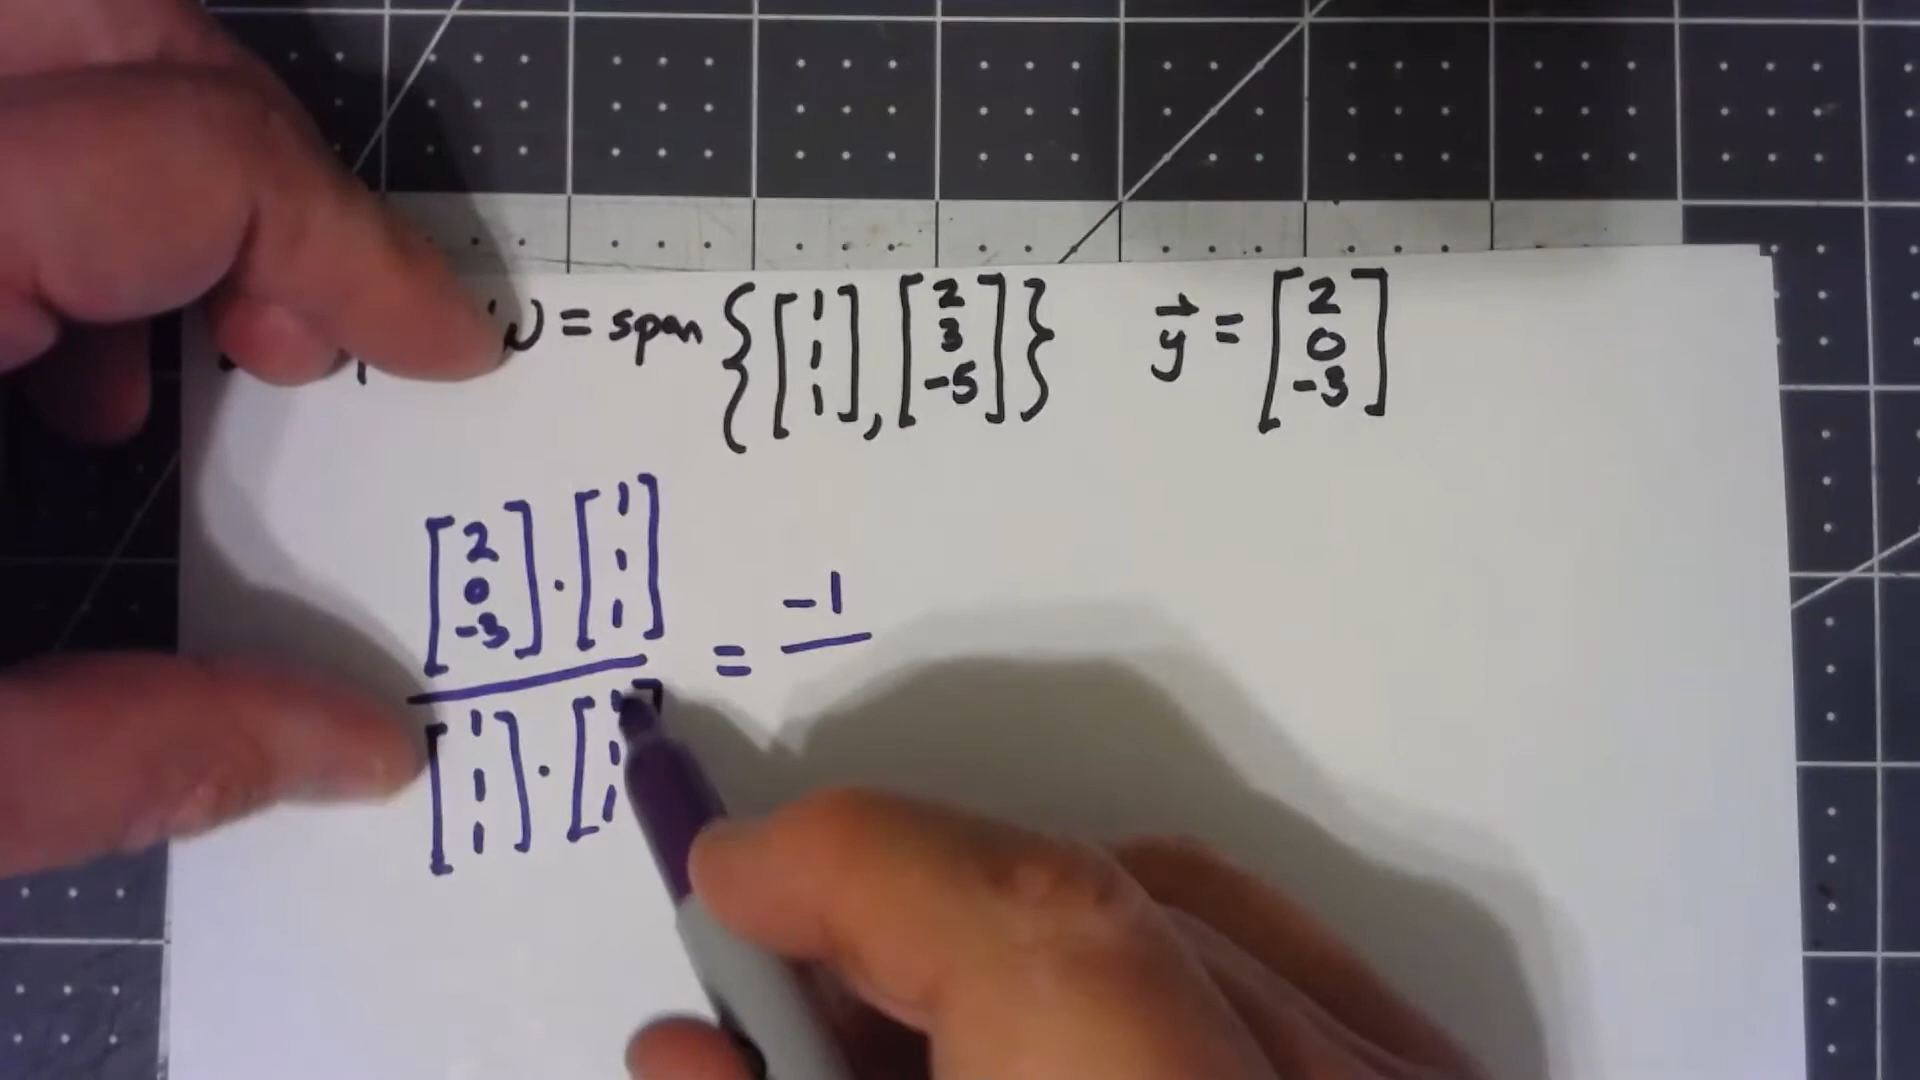 W = span { [1 1 1], [2 3 -5] } y⃗ = [2 0 -3]
[2 0 -3] · [1 1 1] / [1 1 1] · [1 1 1] = -1 /